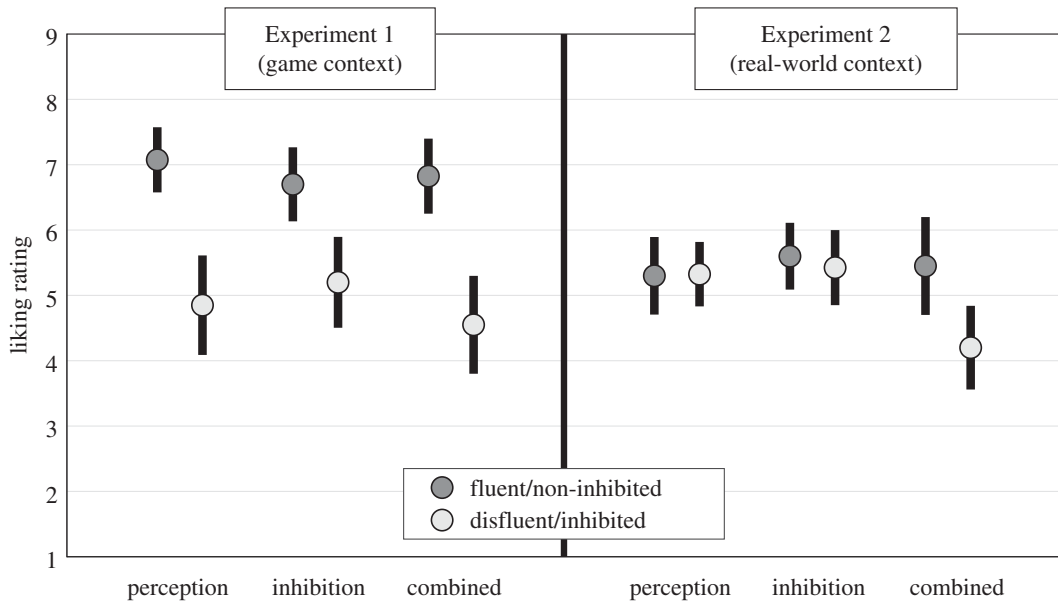 Experiment 1
(game context)
Experiment 2
(real-world context)
9
8
7
6
5
4
3
2
1
liking rating
fluent/non-inhibited
disfluent/inhibited
perception inhibition combined perception inhibition combined